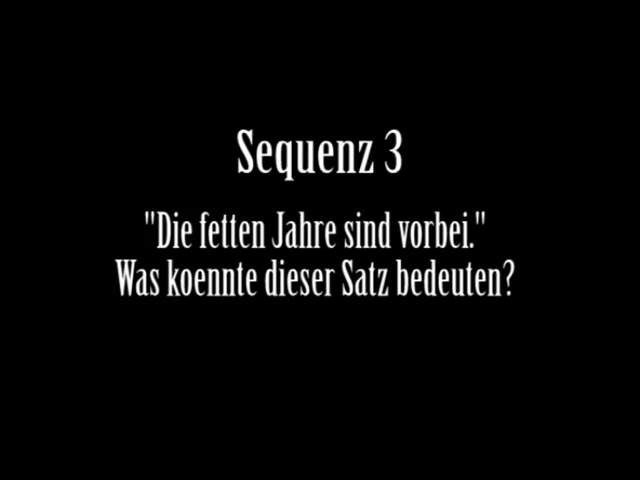 Sequenz 3
"Die fetten Jahre sind vorbei."
Was koennte dieser Satz bedeuten?